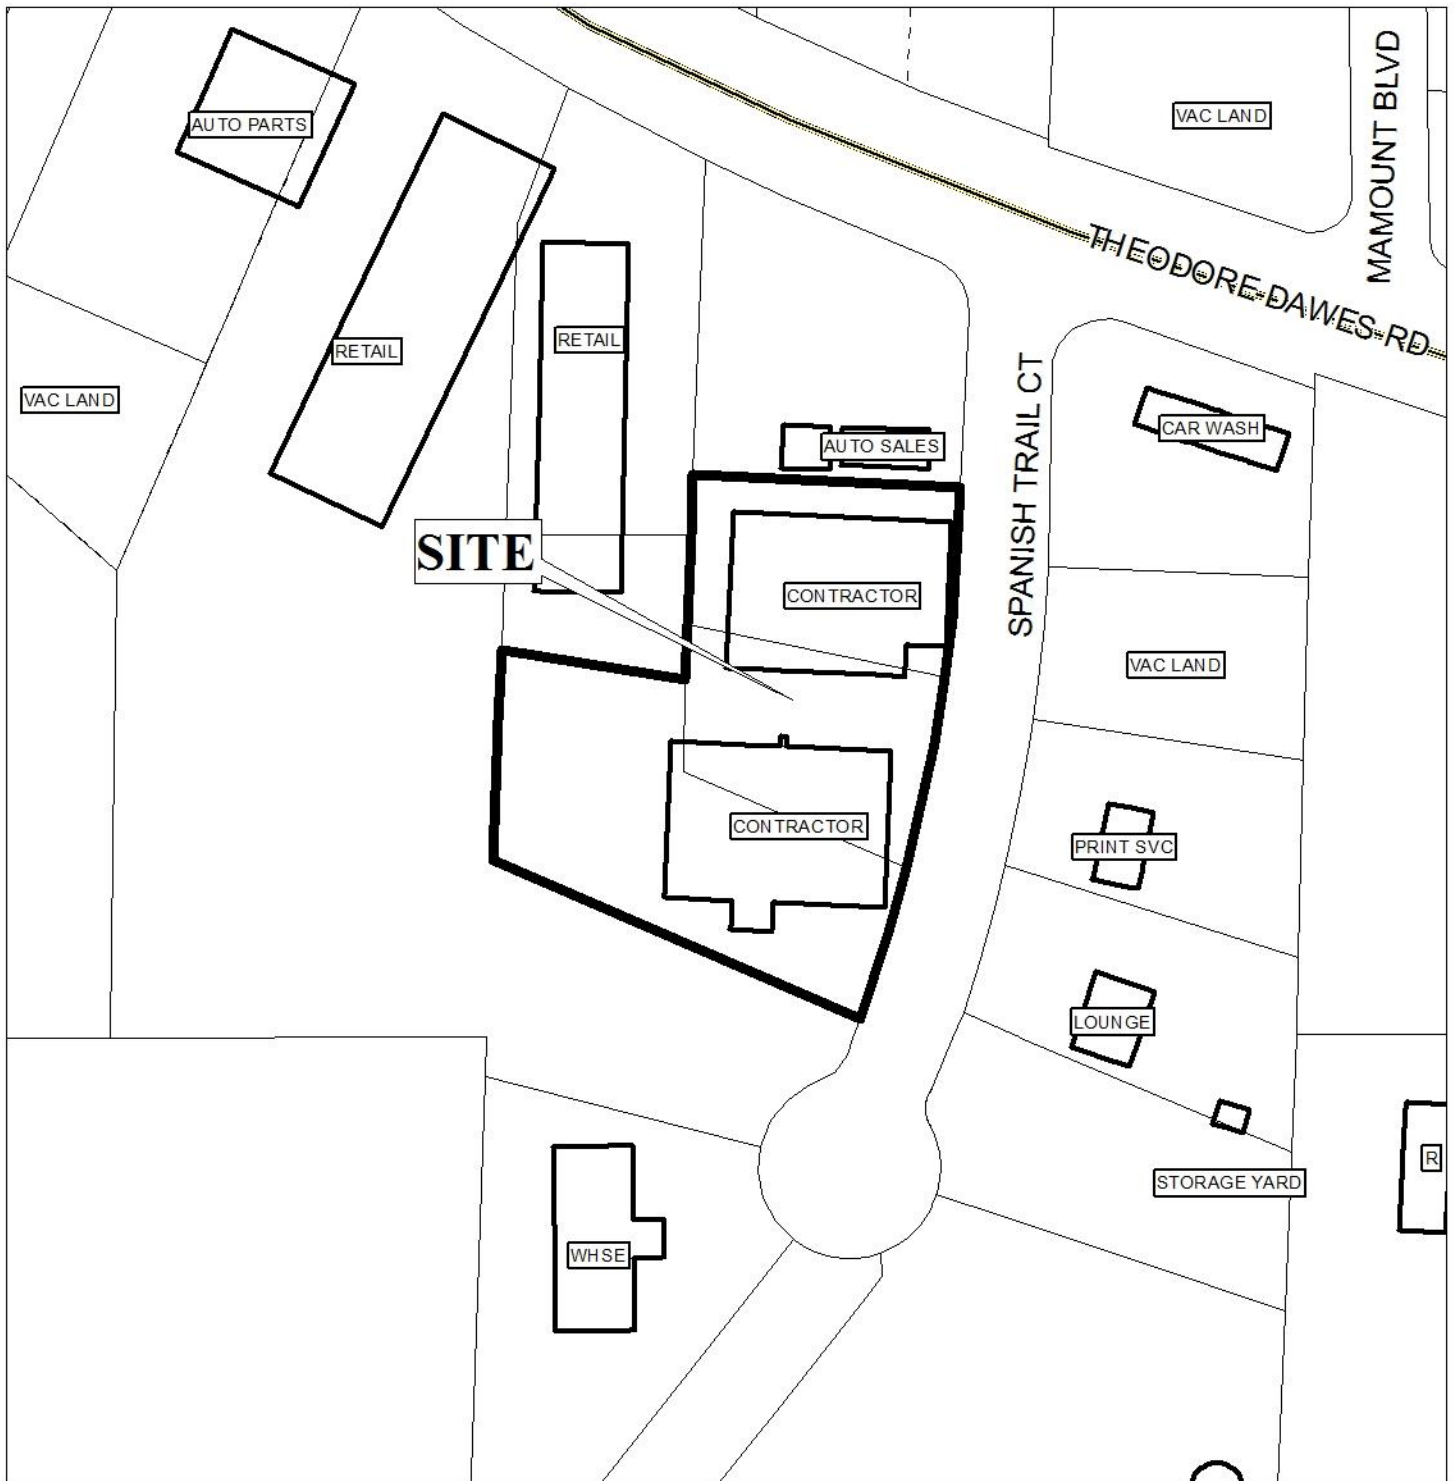 MAMOUNT BLVD
VAC LAND
AUTO PARTS
THEODORE DAWES RD
RETAIL
RETAIL
VAC LAND
SPANISH TRAIL CT
CAR WASH
AUTO SALES
SITE
CONTRACTOR
VAC LAND
CONTRACTOR
PRINT SVC
LOUNGE
R
STORAGE YARD
WHSE